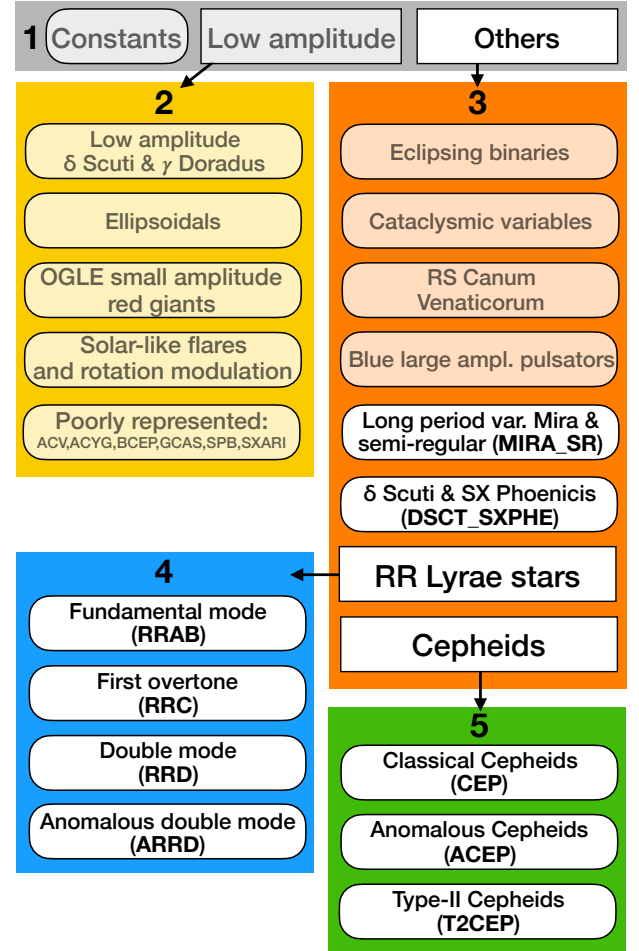 1 Constants Low amplitude Others
2
Low amplitude
δ Scuti & γ Doradus
Ellipsoidals
OGLE small amplitude
red giants
Solar-like flares
and rotation modulation
Poorly represented:
ACV,ACYG,BCEP,GCAS,SPB,SXARI
3
Eclipsing binaries
Cataclysmic variables
RS Canum
Venaticorum
Blue large ampl. pulsators
Long period var. Mira &
semi-regular (MIRA_SR)
δ Scuti & SX Phoenicis
(DSCT_SXPHE)
RR Lyrae stars
Cepheids
4
Fundamental mode
(RRAB)
First overtone
(RRC)
Double mode
(RRD)
Anomalous double mode
(ARRD)
5
Classical Cepheids
(CEP)
Anomalous Cepheids
(ACEP)
Type-II Cepheids
(T2CEP)